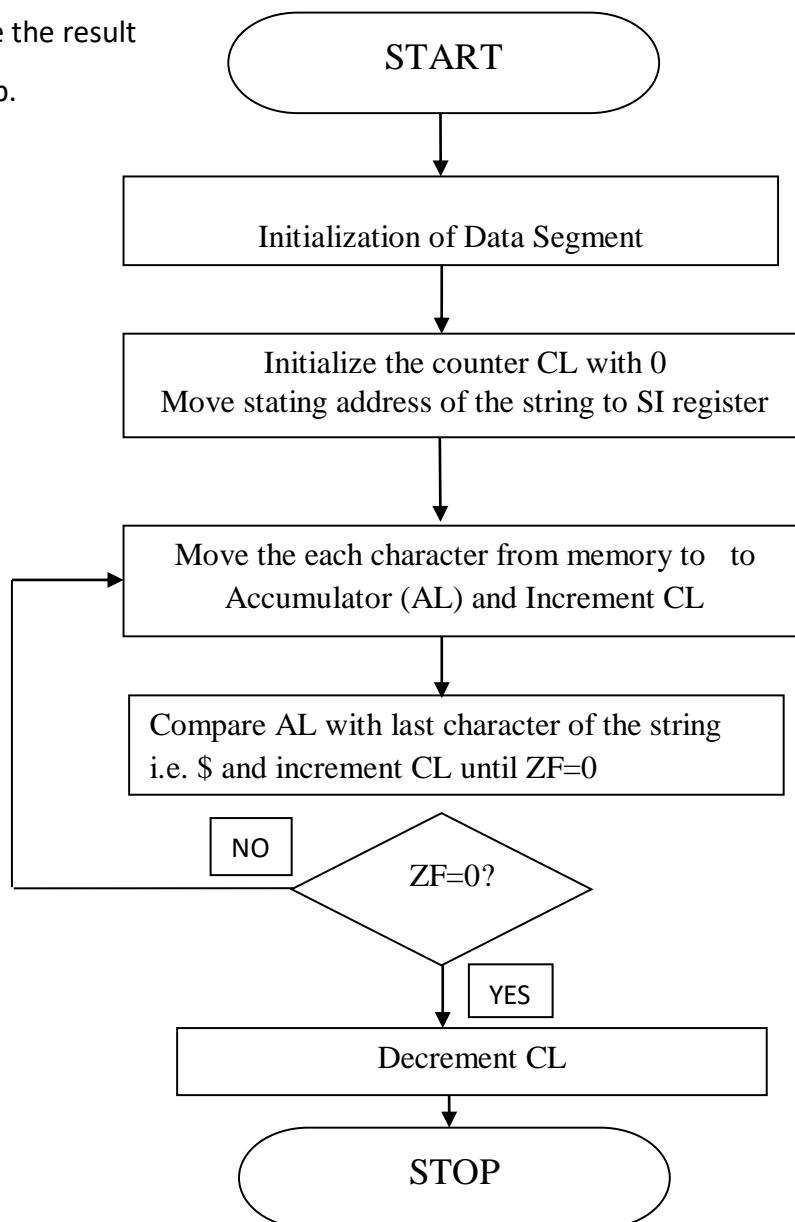 e the result
START
p.
Initialization of Data Segment
Initialize the counter CL with 0
Move stating address of the string to SI register
Move the each character from memory to to
Accumulator (AL) and Increment CL
Compare AL with last character of the string
i.e. $ and increment CL until ZF=0
NO
ZF=0?
YES
Decrement CL
STOP